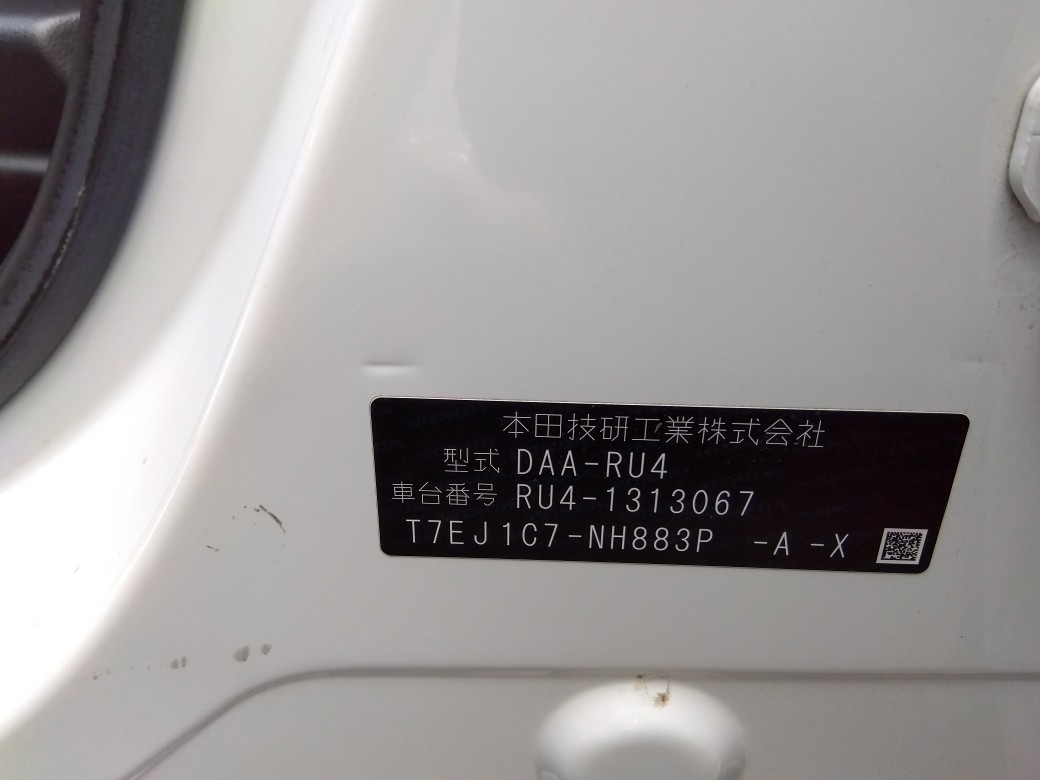 本田技研工業株式会社
型式 DAA-RU4
車台番号 RU4-1313067
T7EJ1C7-NH883P -A -X